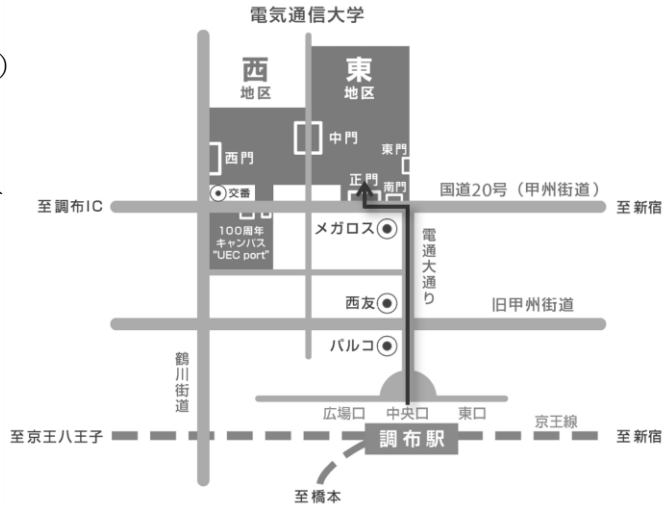 電気通信大学
西
地区
東
地区
中門
西門
東門
正門
南門
交番
国道20号（甲州街道）
至調布IC
至新宿
100周年
キャンパス
"UEC port"
メガロス
電通大通り
西友
旧甲州街道
パルコ
鶴川街道
広場口
中央口
東口
京王線
至京王八王子
調布駅
至新宿
至橋本